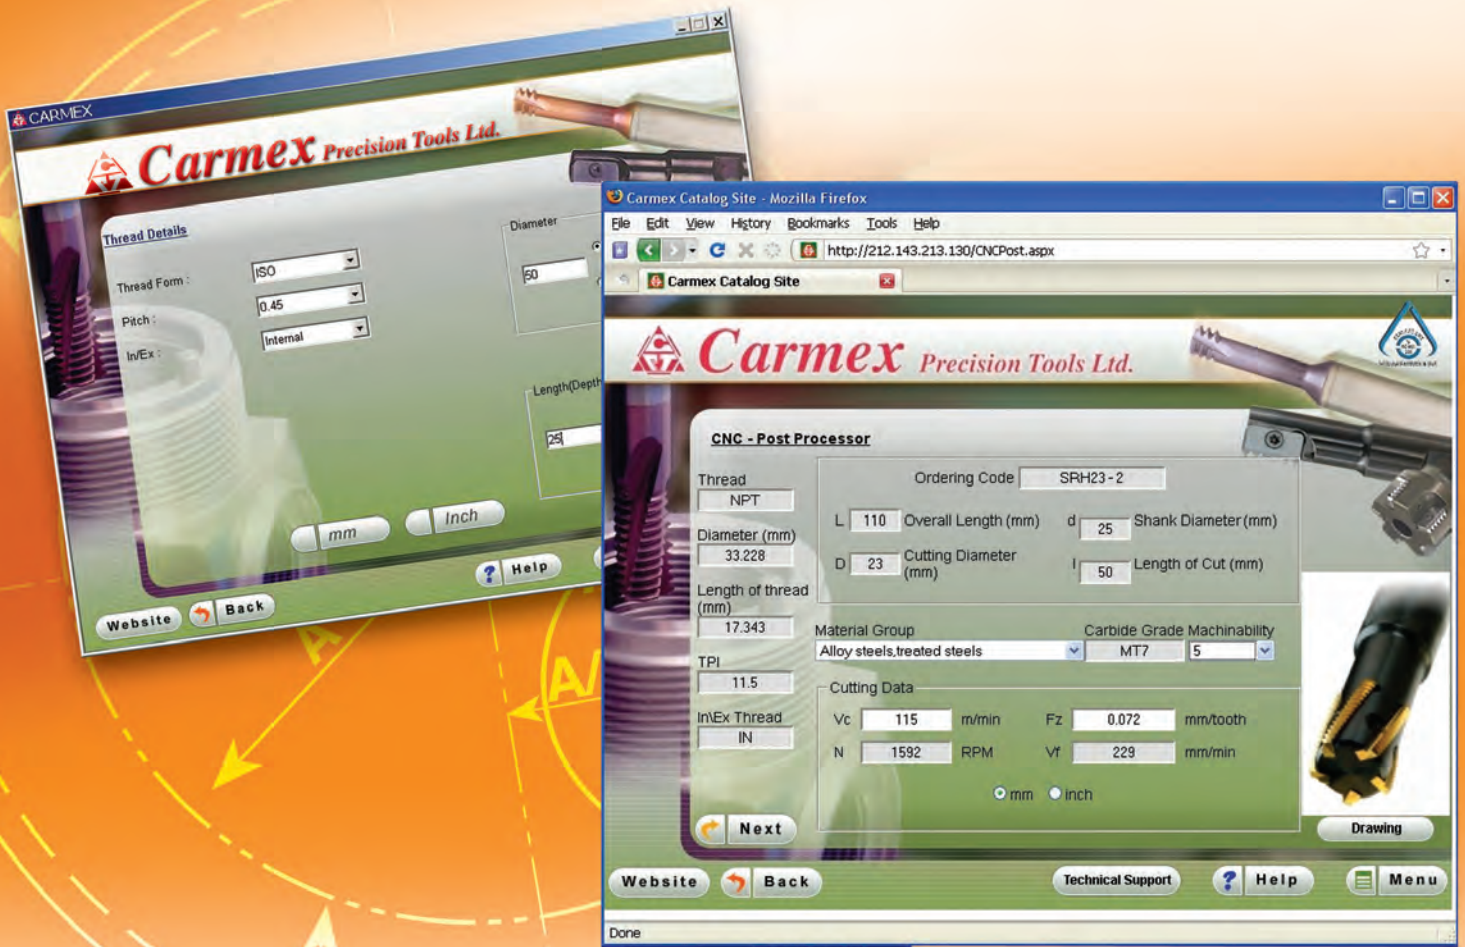 CARMEX
Carmex Precision Tools Ltd.
Thread Details
Thread Form :
ISO
Pitch :
0.45
In/Ex :
Internal
Diameter
50
Length(Depth
25
mm
Inch
Help
Website
Back
Carmex Catalog Site - Mozilla Firefox
File Edit View History Bookmarks Tools Help
http://212.143.213.130/CNCPost.aspx
Carmex Catalog Site
Carmex Precision Tools Ltd.
CNC - Post Processor
Thread
NPT
Diameter (mm)
33.228
Length of thread
(mm)
17.343
TPI
11.5
In\Ex Thread
IN
Ordering Code SRH23-2
L 110 Overall Length (mm) d 25 Shank Diameter (mm)
D 23 Cutting Diameter
(mm)
l 50 Length of Cut (mm)
Material Group Carbide Grade Machinability
Alloy steels,treated steels MT7 5
Cutting Data
Vc 115 m/min Fz 0.072 mm/tooth
N 1592 RPM Vf 229 mm/min
mm inch
Next
Drawing
Website Back Technical Support Help Menu
Done
A
A/